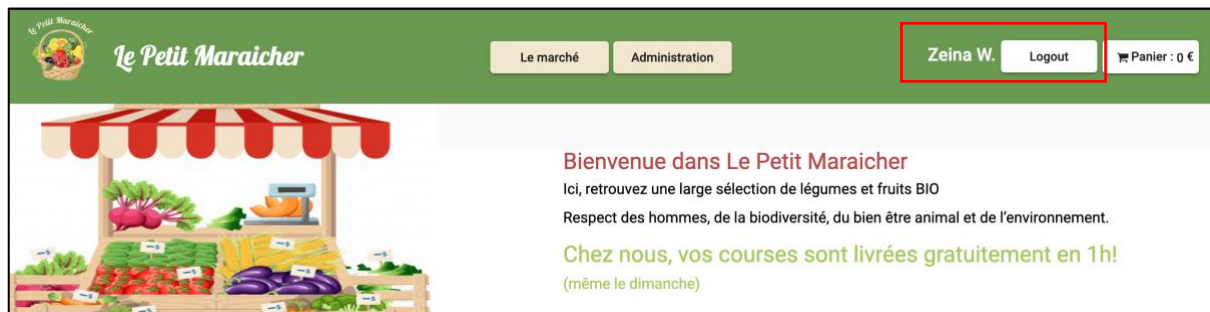 Le Petit Maraicher
Le Petit Maraicher
Le marché
Administration
Zeina W.
Logout
Panier : 0 €
Bienvenue dans Le Petit Maraicher
Ici, retrouvez une large sélection de légumes et fruits BIO
Respect des hommes, de la biodiversité, du bien être animal et de l'environnement.
Chez nous, vos courses sont livrées gratuitement en 1h!
(même le dimanche)